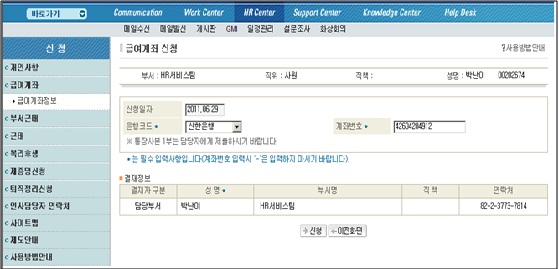 바로가기
Communication Work Center HR Center Support Center Knowledge Center Help Desk
메일수신 메일발신 게시판 GMI 일정관리 설문조사 화상회의
신 청
개인사항
급여계좌
급여계좌정보
부서근태
근태
복리후생
제증명신청
퇴직정리신청
인사담당자 연락처
사이트맵
제도안내
사용방법안내
급여계좌 신청
사용방법안내
부서 : HR서비스팀 직위 : 사원 직책 : 성명 : 박난이
신청일자 2011.06.29
은행코드 신한은행 계좌번호
※ 통장사본 1부는 담당자에게 제출하시기 바랍니다
는 필수 입력사항입니다(계좌번호 입력시 '-'은 입력하지 마시기 바랍니다).
결재정보
결재자 구분 성 명 부서명 직 책 연락처
담당부서 박난이 HR서비스팀 82-2-3773-7814
신청 이전화면